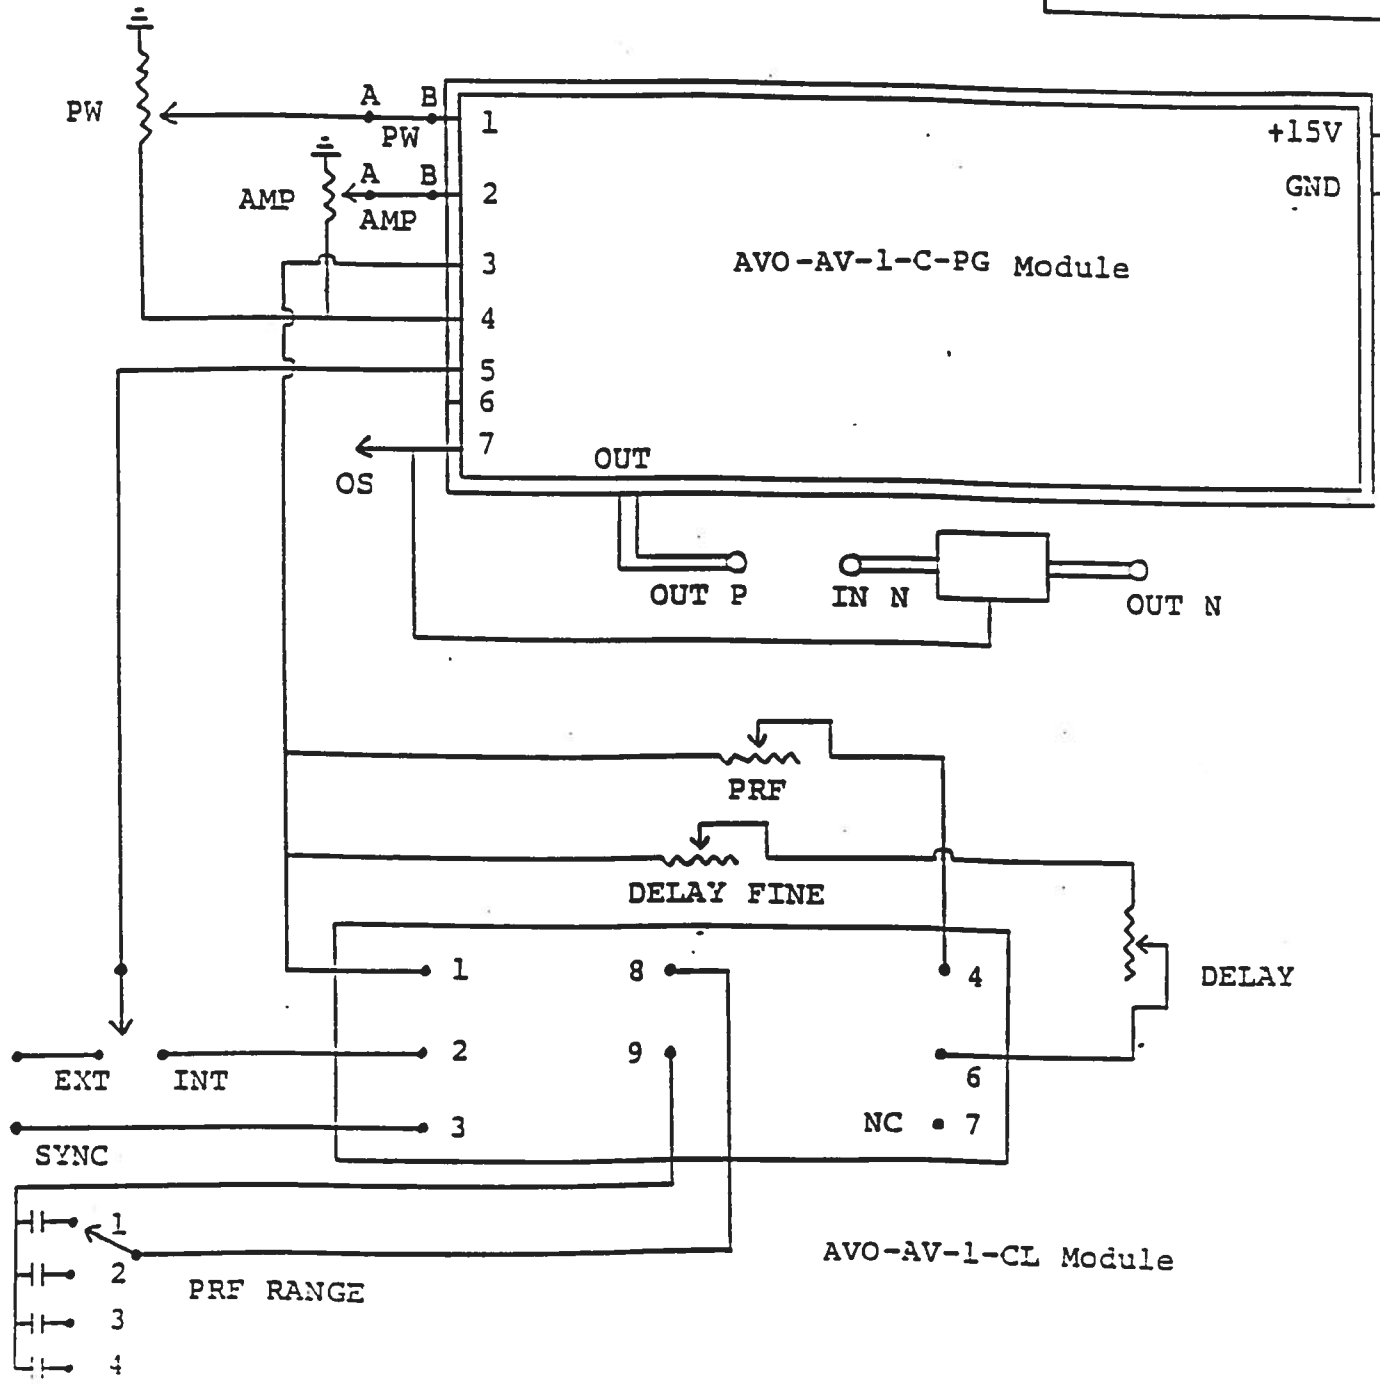 A B
PW
1
+15V
PW
A B
2
GND
AMP
AMP
3
AVO-AV-1-C-PG Module
4
5
6
7
OUT
OS
OUT P
IN N
OUT N
PRF
DELAY FINE
1
8
4
DELAY
2
9
EXT
INT
6
NC
7
3
SYNC
1
2
PRF RANGE
AVO-AV-1-CL Module
3
4